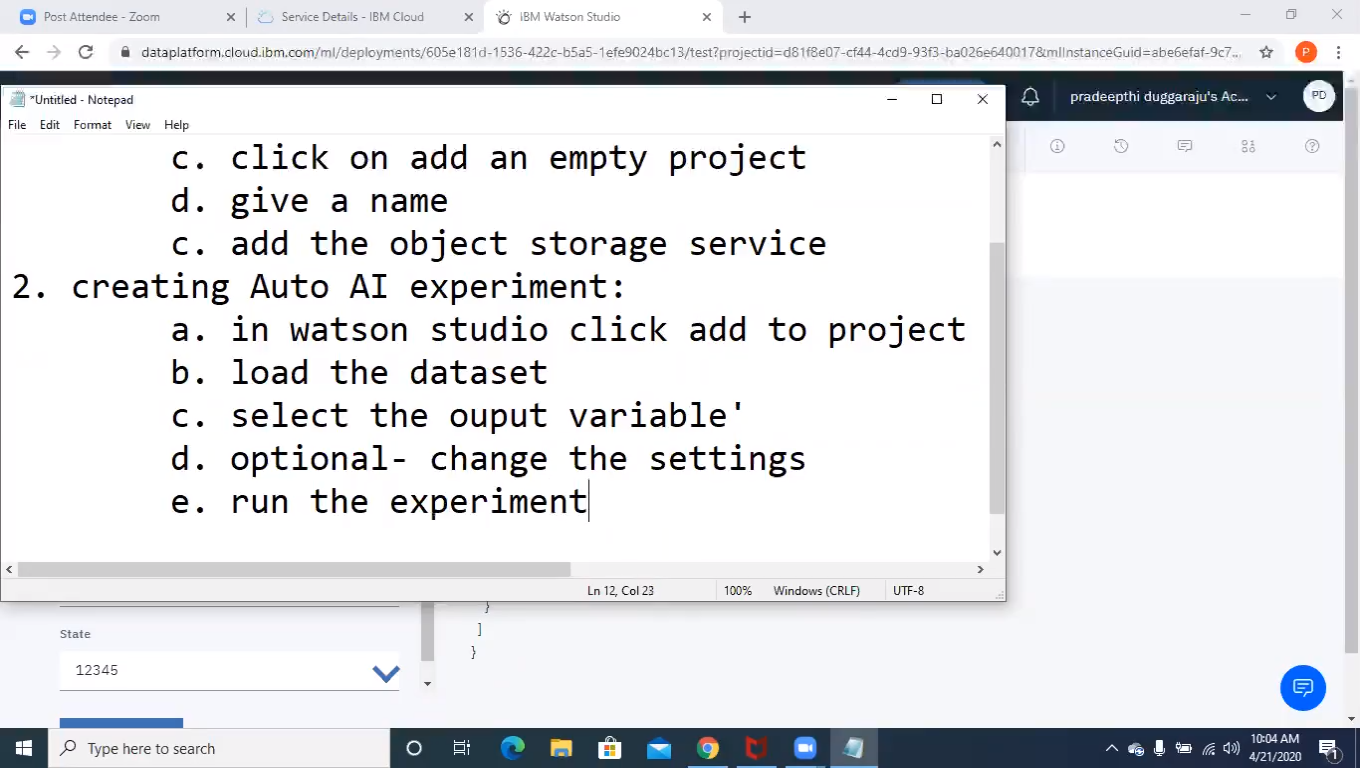 Post Attendee - Zoom
Service Details - IBM Cloud
IBM Watson Studio
dataplatform.cloud.ibm.com/ml/deployments/605e181d-1536-422c-b5a5-1efe9024bc13/test?projectid=d81f8e07-cf44-4cd9-93f3-ba026e640017&mlInstanceGuid=abe6efaf-9c7...
P
*Untitled - Notepad
pradeepthi duggaraju's Ac...
PD
File Edit Format View Help
c. click on add an empty project
d. give a name
c. add the object storage service
2. creating Auto AI experiment:
a. in watson studio click add to project
b. load the dataset
c. select the ouput variable'
d. optional- change the settings
e. run the experiment
Ln 12, Col 23
100%
Windows (CRLF)
UTF-8
}
]
}
State
12345
Type here to search
10:04 AM
4/21/2020
1